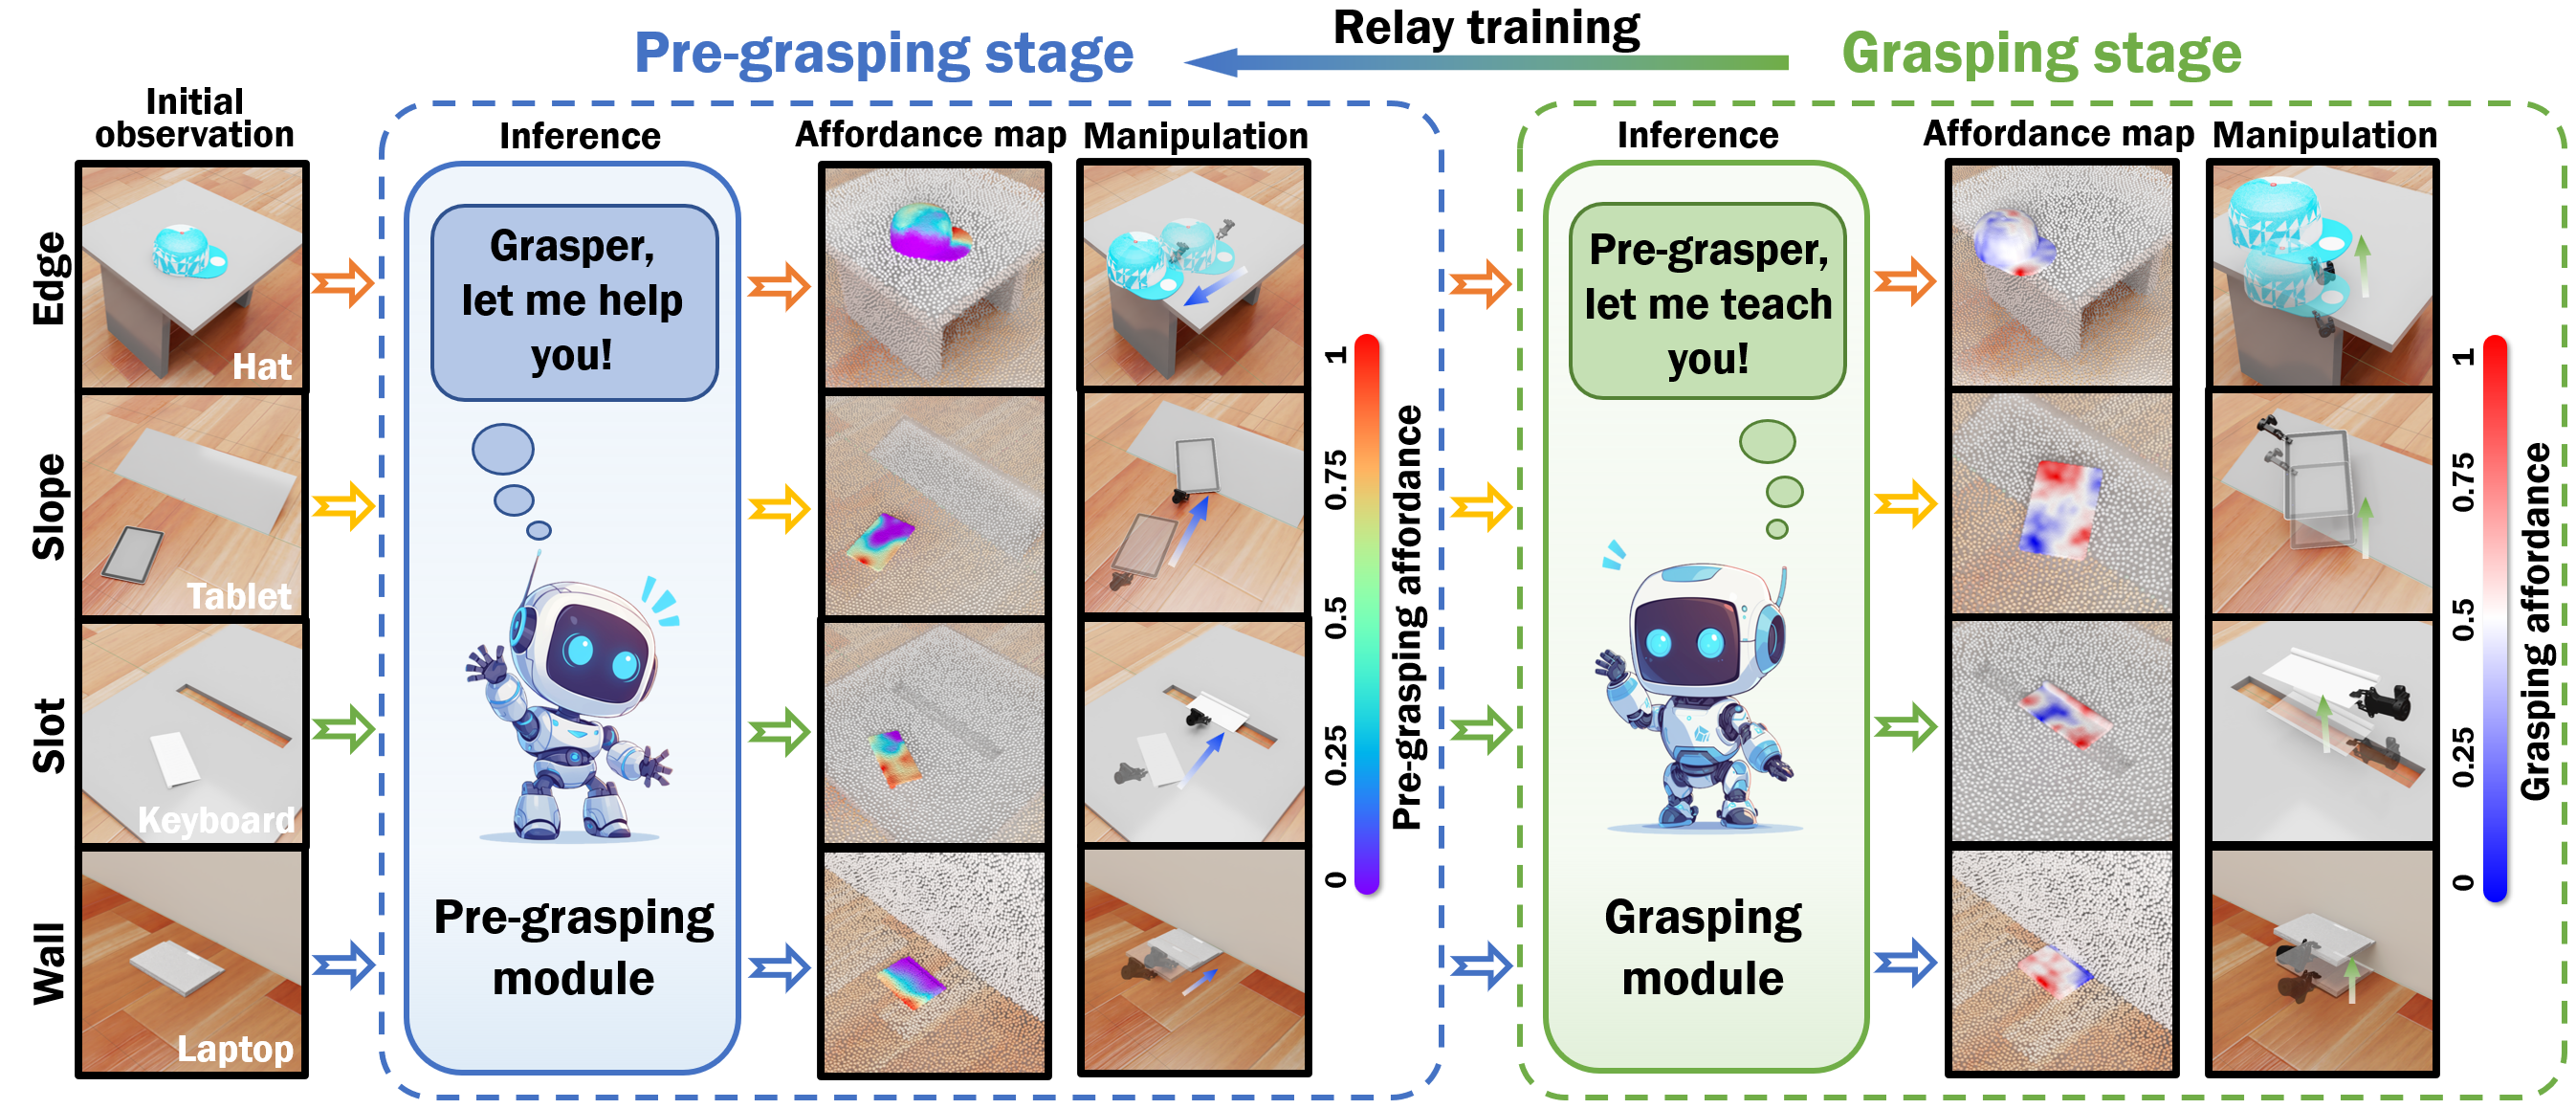 Relay training
Pre-grasping stage
Grasping stage
Initial
observation
Inference
Affordance map
Manipulation
Inference
Affordance map
Manipulation
Edge
Hat
Slope
Tablet
Slot
Keyboard
Wall
Laptop
Grasper,
let me help
you!
Pre-grasping
module
1
0.75
0.5
0.25
0
Pre-grasping affordance
Pre-grasper,
let me teach
you!
Grasping
module
1
0.75
0.5
0.25
0
Grasping affordance